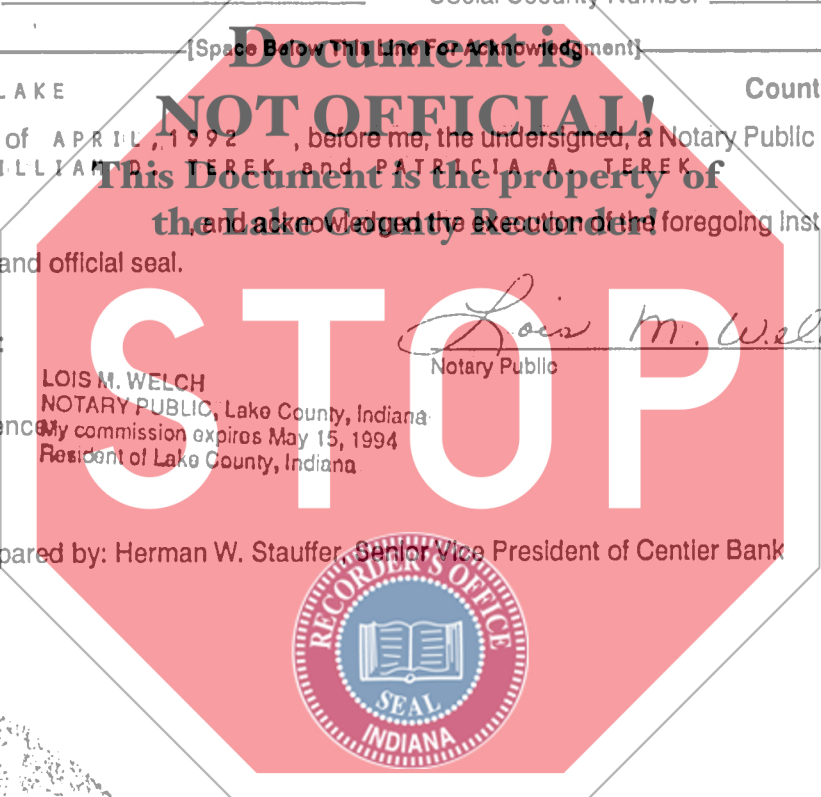 Social Security Number
Document is
[Space Below This Line For Acknowledgment]
LAKE Count
NOT OFFICIAL!
of APRIL, 1992 , before me, the undersigned, a Notary Public
ILLIAM D. TEREK and PATRICIA A. TEREK
This Document is the property of
the Lake County Recorder!
, and acknowledged the execution of the foregoing inst
and official seal.
STOP
Lois M. Wel
Notary Public
LOIS M. WELCH
NOTARY PUBLIC, Lake County, Indiana
ence
My commission expires May 15, 1994
Resident of Lake County, Indiana
pared by: Herman W. Stauffer, Senior Vice President of Centier Bank
RECORDER'S OFFICE
SEAL
INDIANA